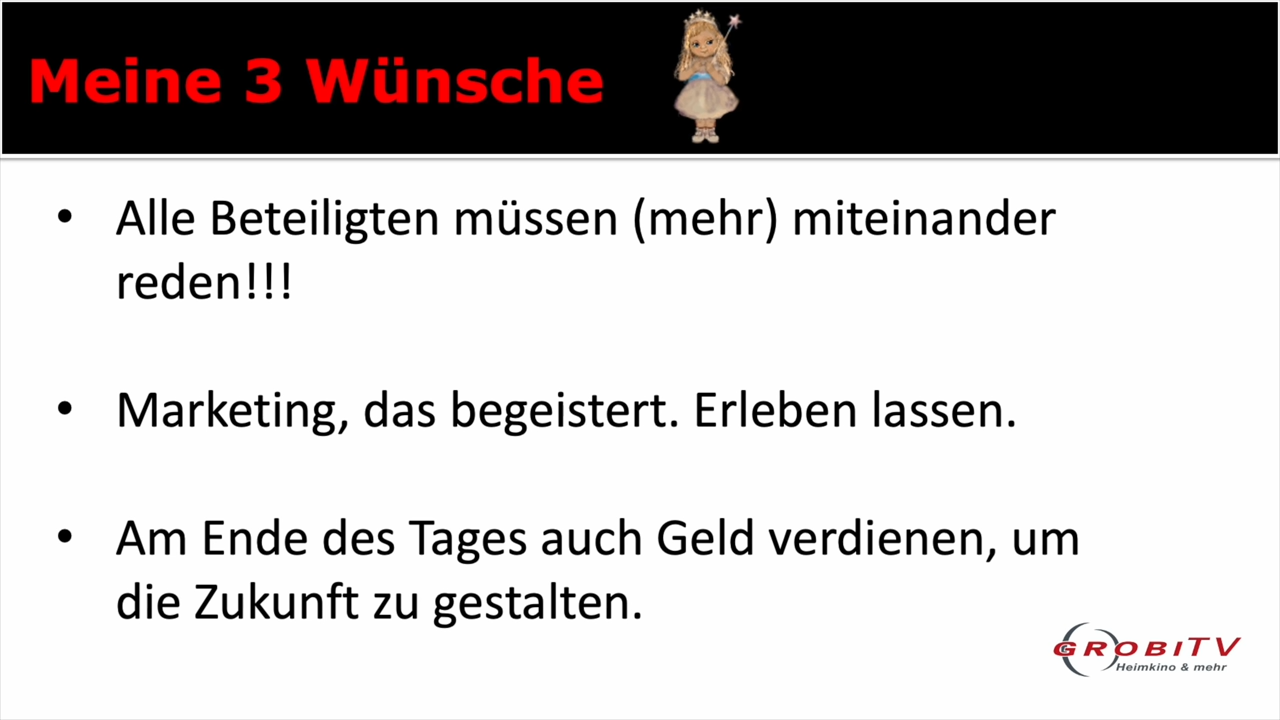 Meine 3 Wünsche
• Alle Beteiligten müssen (mehr) miteinander
reden!!!
• Marketing, das begeistert. Erleben lassen.
• Am Ende des Tages auch Geld verdienen, um
die Zukunft zu gestalten.
GROBITV
Heimkino & mehr